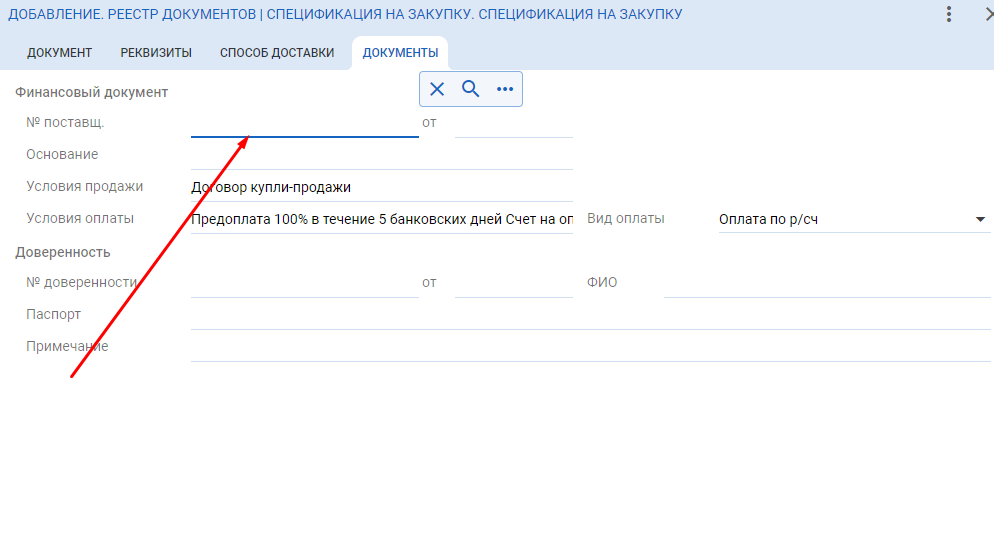 ДОБАВЛЕНИЕ. РЕЕСТР ДОКУМЕНТОВ | СПЕЦИФИКАЦИЯ НА ЗАКУПКУ. СПЕЦИФИКАЦИЯ НА ЗАКУПКУ
ДОКУМЕНТ РЕКВИЗИТЫ СПОСОБ ДОСТАВКИ ДОКУМЕНТЫ
Финансовый документ
№ поставщ. от
Основание
Условия продажи Договор купли-продажи
Условия оплаты Предоплата 100% в течение 5 банковских дней Счет на оп Вид оплаты Оплата по р/сч
Доверенность
№ доверенности от ФИО
Паспорт
Примечание